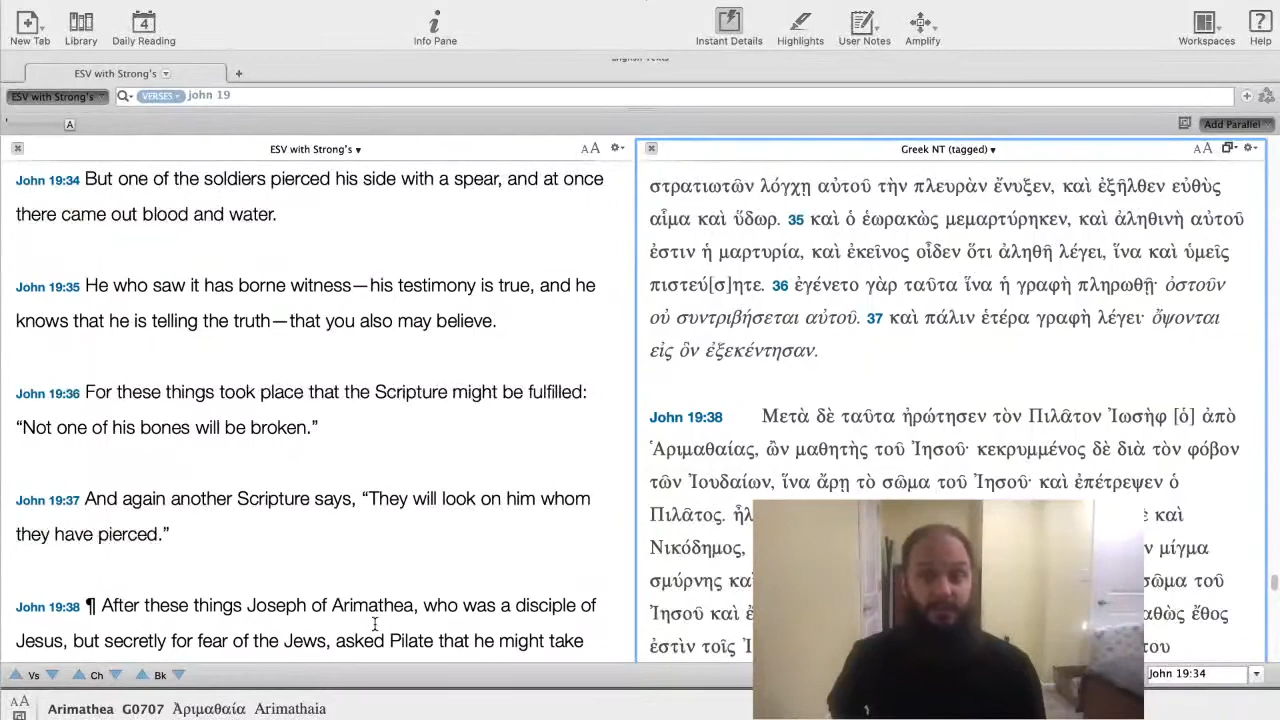 New Tab Library Daily Reading Info Pane Instant Details Highlights User Notes Amplify Workspaces Help
4
ESV with Strong's
ESV with Strong's VERSES john 19
A Add Parallel
ESV with Strong's AA
John 19:34 But one of the soldiers pierced his side with a spear, and at once
there came out blood and water.
John 19:35 He who saw it has borne witness—his testimony is true, and he
knows that he is telling the truth—that you also may believe.
John 19:36 For these things took place that the Scripture might be fulfilled:
“Not one of his bones will be broken.”
John 19:37 And again another Scripture says, “They will look on him whom
they have pierced.”
John 19:38 ¶ After these things Joseph of Arimathea, who was a disciple of
Jesus, but secretly for fear of the Jews, asked Pilate that he might take
Greek NT (tagged) AA
στρατιωτῶν λόγχῃ αὐτοῦ τὴν πλευρὰν ἔνυξεν, καὶ ἐξῆλθεν εὐθὺς
αἷμα καὶ ὕδωρ. 35 καὶ ὁ ἑωρακὼς μεμαρτύρηκεν, καὶ ἀληθινὴ αὐτοῦ
ἐστιν ἡ μαρτυρία, καὶ ἐκεῖνος οἶδεν ὅτι ἀληθῆ λέγει, ἵνα καὶ ὑμεῖς
πιστεύ[σ]ητε. 36 ἐγένετο γὰρ ταῦτα ἵνα ἡ γραφὴ πληρωθῇ· ὀστοῦν
οὐ συντριβήσεται αὐτοῦ. 37 καὶ πάλιν ἑτέρα γραφὴ λέγει· ὄψονται
εἰς ὃν ἐξεκέντησαν.
John 19:38 Μετὰ δὲ ταῦτα ἠρώτησεν τὸν Πιλᾶτον Ἰωσὴφ [ὁ] ἀπὸ
Ἁριμαθαίας, ὢν μαθητὴς τοῦ Ἰησοῦ· κεκρυμμένος δὲ διὰ τὸν φόβον
τῶν Ἰουδαίων, ἵνα ἄρῃ τὸ σῶμα τοῦ Ἰησοῦ· καὶ ἐπέτρεψεν ὁ
Πιλᾶτος. καὶ
Νικόδημος, μίγμα
σμύρνης τοῦ
Ἰησοῦ καὶ ἔθος
ἐστὶν τοῖς
Vs Ch Bk John 19:34
AA Arimathea G0707 Ἁριμαθαία Arimathaia